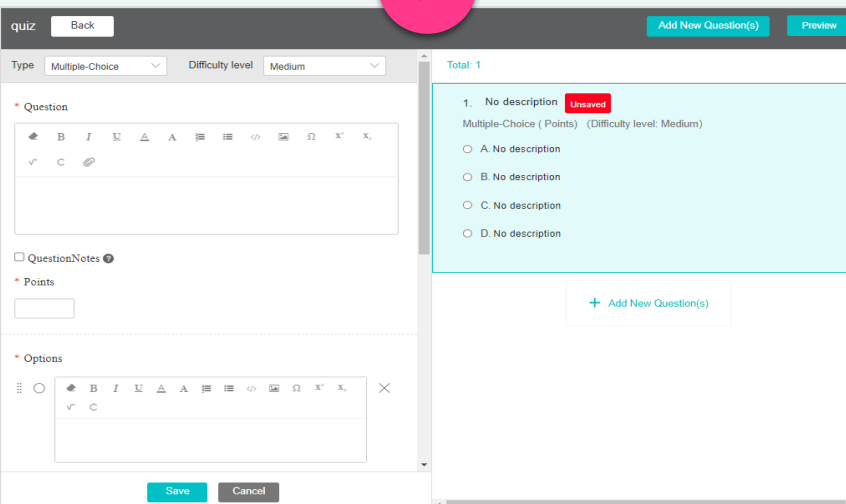 quiz Back Add New Question(s) Preview
Type Multiple-Choice Difficulty level Medium
Total: 1
* Question
B I U A A </> Ω X˄ X˅
√ C
QuestionNotes ?
* Points
* Options
B I U A A </> Ω X˄ X˅
√ C
Save Cancel
1. No description Unsaved
Multiple-Choice ( Points) (Difficulty level: Medium)
A. No description
B. No description
C. No description
D. No description
+ Add New Question(s)